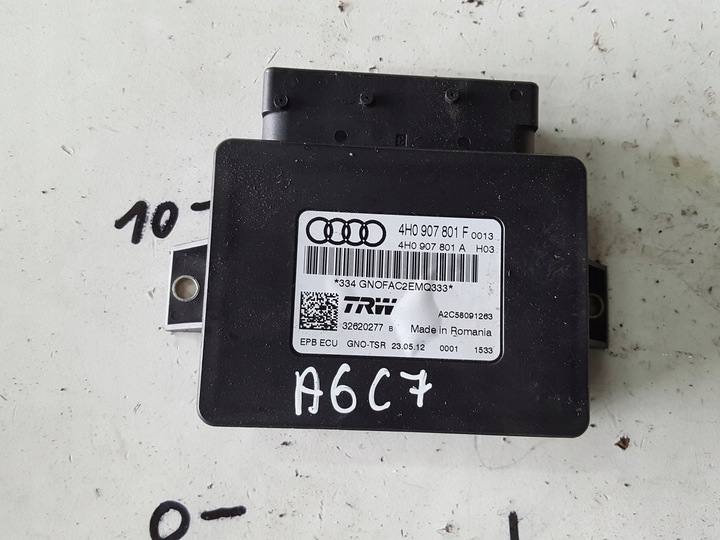 4H0 907 801 F 0013
4H0 907 801 A H03
*334 GNOFAC2EMQ333*
TRW
A2C58091263
32620277 B Made in Romania
EPB ECU GNO-TSR 23.05.12 0001 1533
A6C7
10-
0-